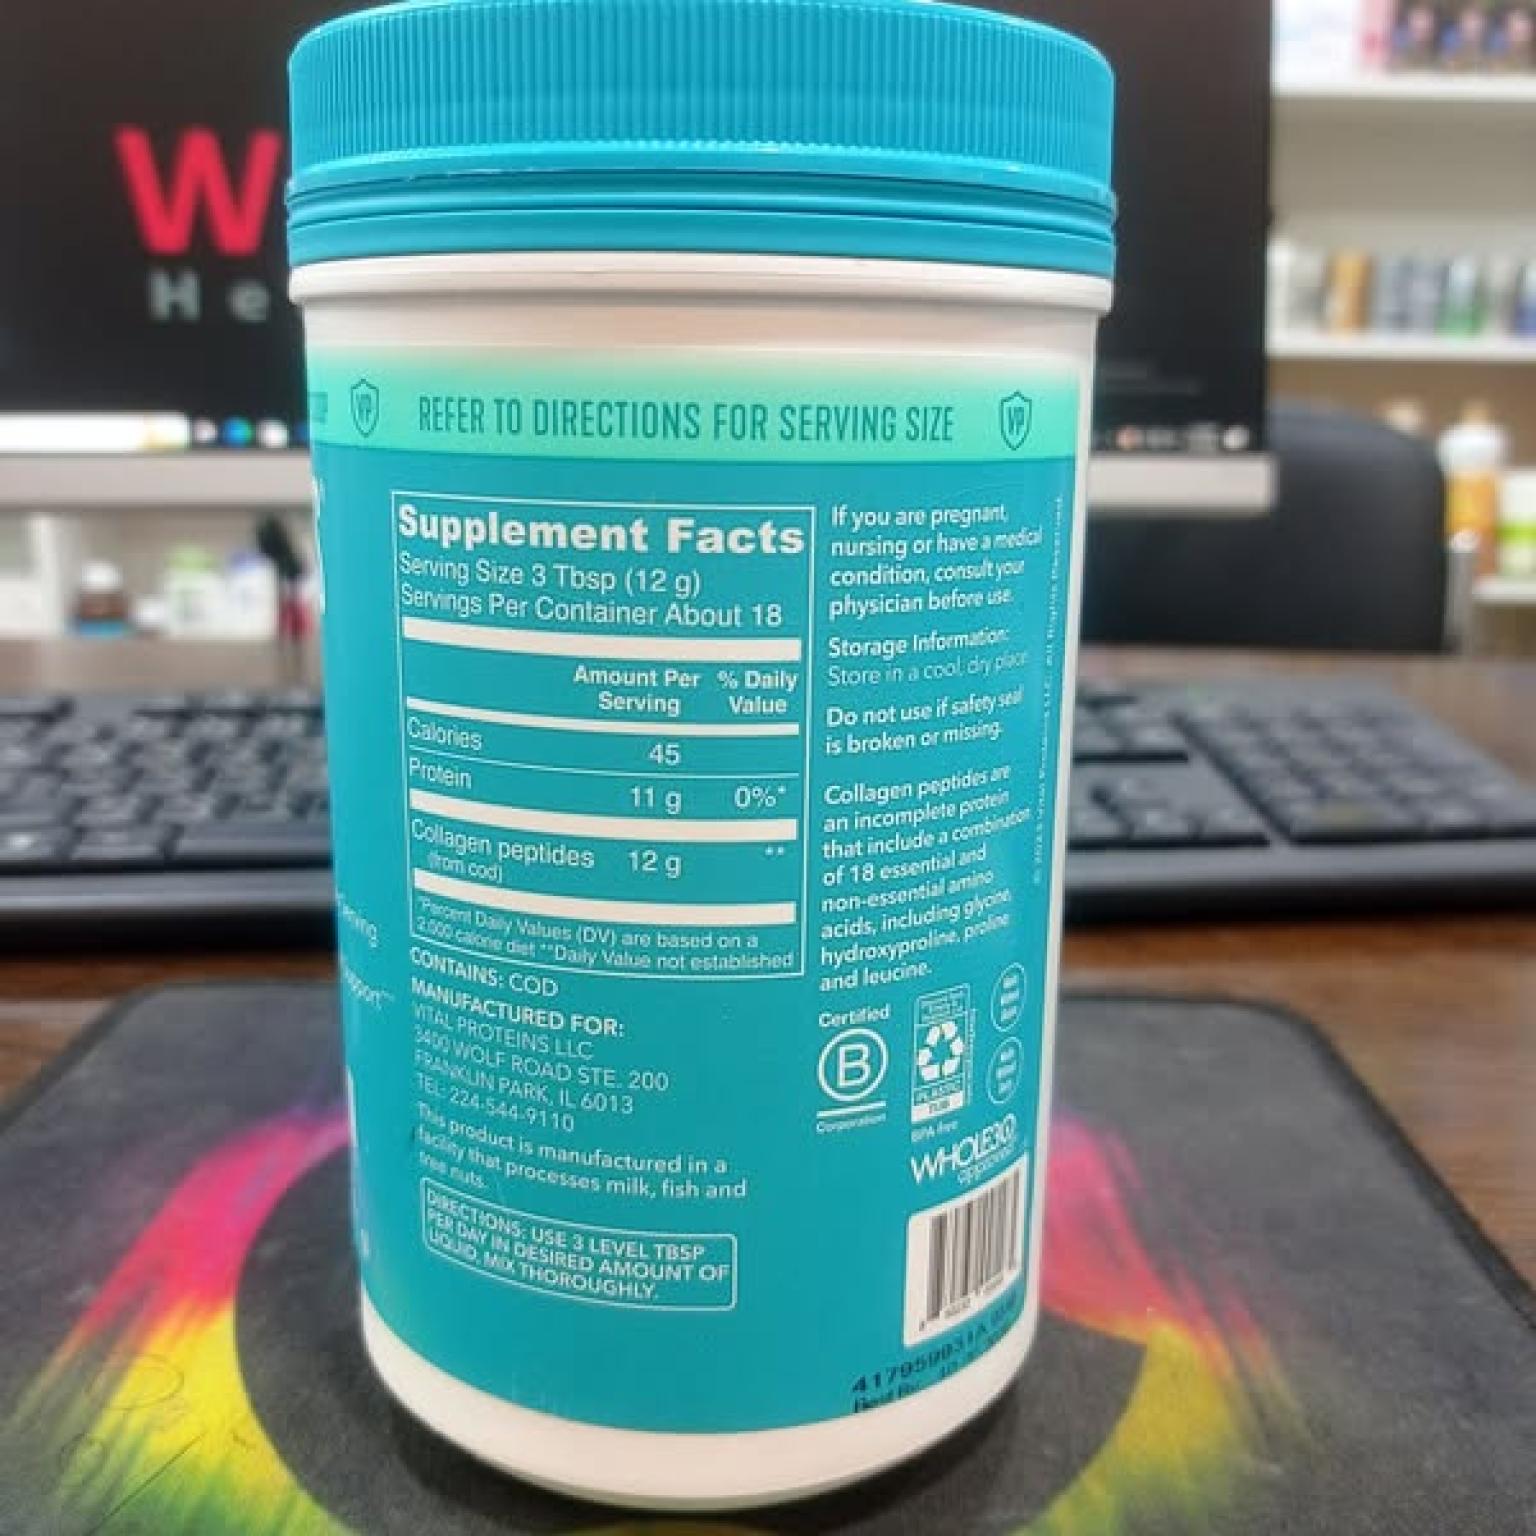 W
He
VP
REFER TO DIRECTIONS FOR SERVING SIZE
VP
Supplement Facts
Serving Size 3 Tbsp (12 g)
Servings Per Container About 18
Amount Per Serving
% Daily Value
Calories 45
Protein 11 g 0%*
Collagen peptides 12 g **
(from cod)
*Percent Daily Values (DV) are based on a
2,000 calorie diet **Daily Value not established
CONTAINS: COD
MANUFACTURED FOR:
VITAL PROTEINS LLC
3400 WOLF ROAD STE. 200
FRANKLIN PARK, IL 6013
TEL: 224-544-9110
This product is manufactured in a
facility that processes milk, fish and
tree nuts.
DIRECTIONS: USE 3 LEVEL TBSP
PER DAY IN DESIRED AMOUNT OF
LIQUID, MIX THOROUGHLY.
If you are pregnant,
nursing or have a medical
condition, consult your
physician before use.
Storage Information:
Store in a cool, dry place.
Do not use if safety seal
is broken or missing.
Collagen peptides are
an incomplete protein
that include a combination
of 18 essential and
non-essential amino
acids, including glycine,
hydroxyproline, proline
and leucine.
Certified
B
Corporation
PLASTIC
TUB
BPA free
WHOLE30
approved